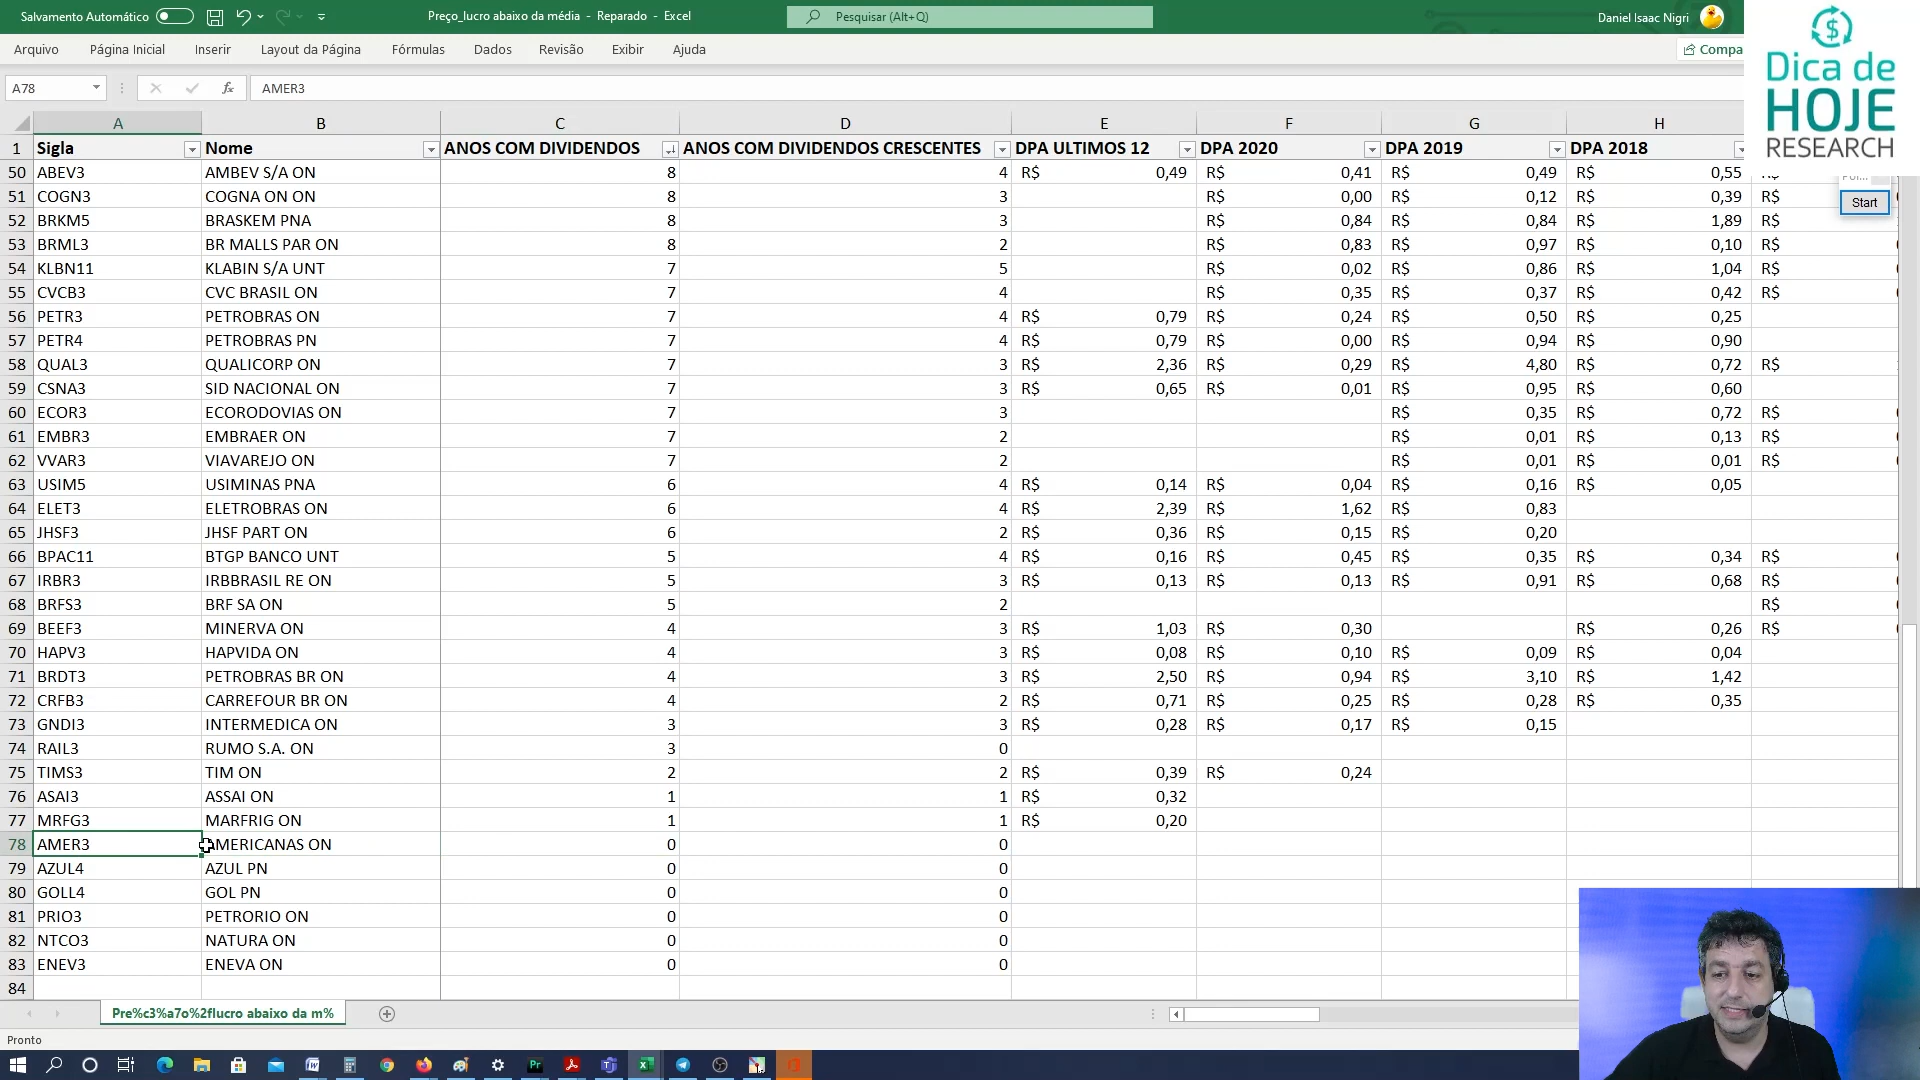 Salvamento Automático
Preço_lucro abaixo da média - Reparado - Excel
Pesquisar (Alt+Q)
Daniel Isaac Nigri
Arquivo Página Inicial Inserir Layout da Página Fórmulas Dados Revisão Exibir Ajuda
Compa
Dica de
HOJE
RESEARCH
A78 fx AMER3
A B C D E F G H
1 Sigla Nome ANOS COM DIVIDENDOS ANOS COM DIVIDENDOS CRESCENTES DPA ULTIMOS 12 DPA 2020 DPA 2019 DPA 2018
50 ABEV3 AMBEV S/A ON 8 4 R$ 0,49 R$ 0,41 R$ 0,49 R$ 0,55
51 COGN3 COGNA ON ON 8 3 R$ 0,00 R$ 0,12 R$ 0,39 R$
Start
52 BRKM5 BRASKEM PNA 8 3 R$ 0,84 R$ 0,84 R$ 1,89 R$
53 BRML3 BR MALLS PAR ON 8 2 R$ 0,83 R$ 0,97 R$ 0,10 R$
54 KLBN11 KLABIN S/A UNT 7 5 R$ 0,02 R$ 0,86 R$ 1,04 R$
55 CVCB3 CVC BRASIL ON 7 4 R$ 0,35 R$ 0,37 R$ 0,42 R$
56 PETR3 PETROBRAS ON 7 4 R$ 0,79 R$ 0,24 R$ 0,50 R$ 0,25
57 PETR4 PETROBRAS PN 7 4 R$ 0,79 R$ 0,00 R$ 0,94 R$ 0,90
58 QUAL3 QUALICORP ON 7 3 R$ 2,36 R$ 0,29 R$ 4,80 R$ 0,72 R$
59 CSNA3 SID NACIONAL ON 7 3 R$ 0,65 R$ 0,01 R$ 0,95 R$ 0,60
60 ECOR3 ECORODOVIAS ON 7 3 R$ 0,35 R$ 0,72 R$
61 EMBR3 EMBRAER ON 7 2 R$ 0,01 R$ 0,13 R$
62 VVAR3 VIAVAREJO ON 7 2 R$ 0,01 R$ 0,01 R$
63 USIM5 USIMINAS PNA 6 4 R$ 0,14 R$ 0,04 R$ 0,16 R$ 0,05
64 ELET3 ELETROBRAS ON 6 4 R$ 2,39 R$ 1,62 R$ 0,83
65 JHSF3 JHSF PART ON 6 2 R$ 0,36 R$ 0,15 R$ 0,20
66 BPAC11 BTGP BANCO UNT 5 4 R$ 0,16 R$ 0,45 R$ 0,35 R$ 0,34 R$
67 IRBR3 IRBBRASIL RE ON 5 3 R$ 0,13 R$ 0,13 R$ 0,91 R$ 0,68 R$
68 BRFS3 BRF SA ON 5 2 R$
69 BEEF3 MINERVA ON 4 3 R$ 1,03 R$ 0,30 R$ 0,26 R$
70 HAPV3 HAPVIDA ON 4 3 R$ 0,08 R$ 0,10 R$ 0,09 R$ 0,04
71 BRDT3 PETROBRAS BR ON 4 3 R$ 2,50 R$ 0,94 R$ 3,10 R$ 1,42
72 CRFB3 CARREFOUR BR ON 4 2 R$ 0,71 R$ 0,25 R$ 0,28 R$ 0,35
73 GNDI3 INTERMEDICA ON 3 3 R$ 0,28 R$ 0,17 R$ 0,15
74 RAIL3 RUMO S.A. ON 3 0
75 TIMS3 TIM ON 2 2 R$ 0,39 R$ 0,24
76 ASAI3 ASSAI ON 1 1 R$ 0,32
77 MRFG3 MARFRIG ON 1 1 R$ 0,20
78 AMER3 AMERICANAS ON 0 0
79 AZUL4 AZUL PN 0 0
80 GOLL4 GOL PN 0 0
81 PRIO3 PETRORIO ON 0 0
82 NTCO3 NATURA ON 0 0
83 ENEV3 ENEVA ON 0 0
84
Pre%c3%a7o%2flucro abaixo da m%
Pronto